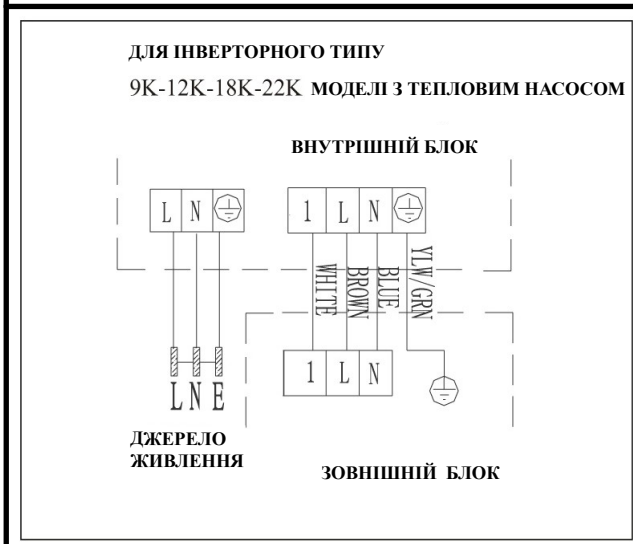 ДЛЯ ІНВЕРТОРНОГО ТИПУ
9K-12K-18K-22K МОДЕЛІ З ТЕПЛОВИМ НАСОСОМ
ВНУТРІШНІЙ БЛОК
L N
1 L N
WHITE
BROWN
BLUE
YLW/GRN
1 L N
L N E
ДЖЕРЕЛО
ЖИВЛЕННЯ
ЗОВНІШНІЙ БЛОК